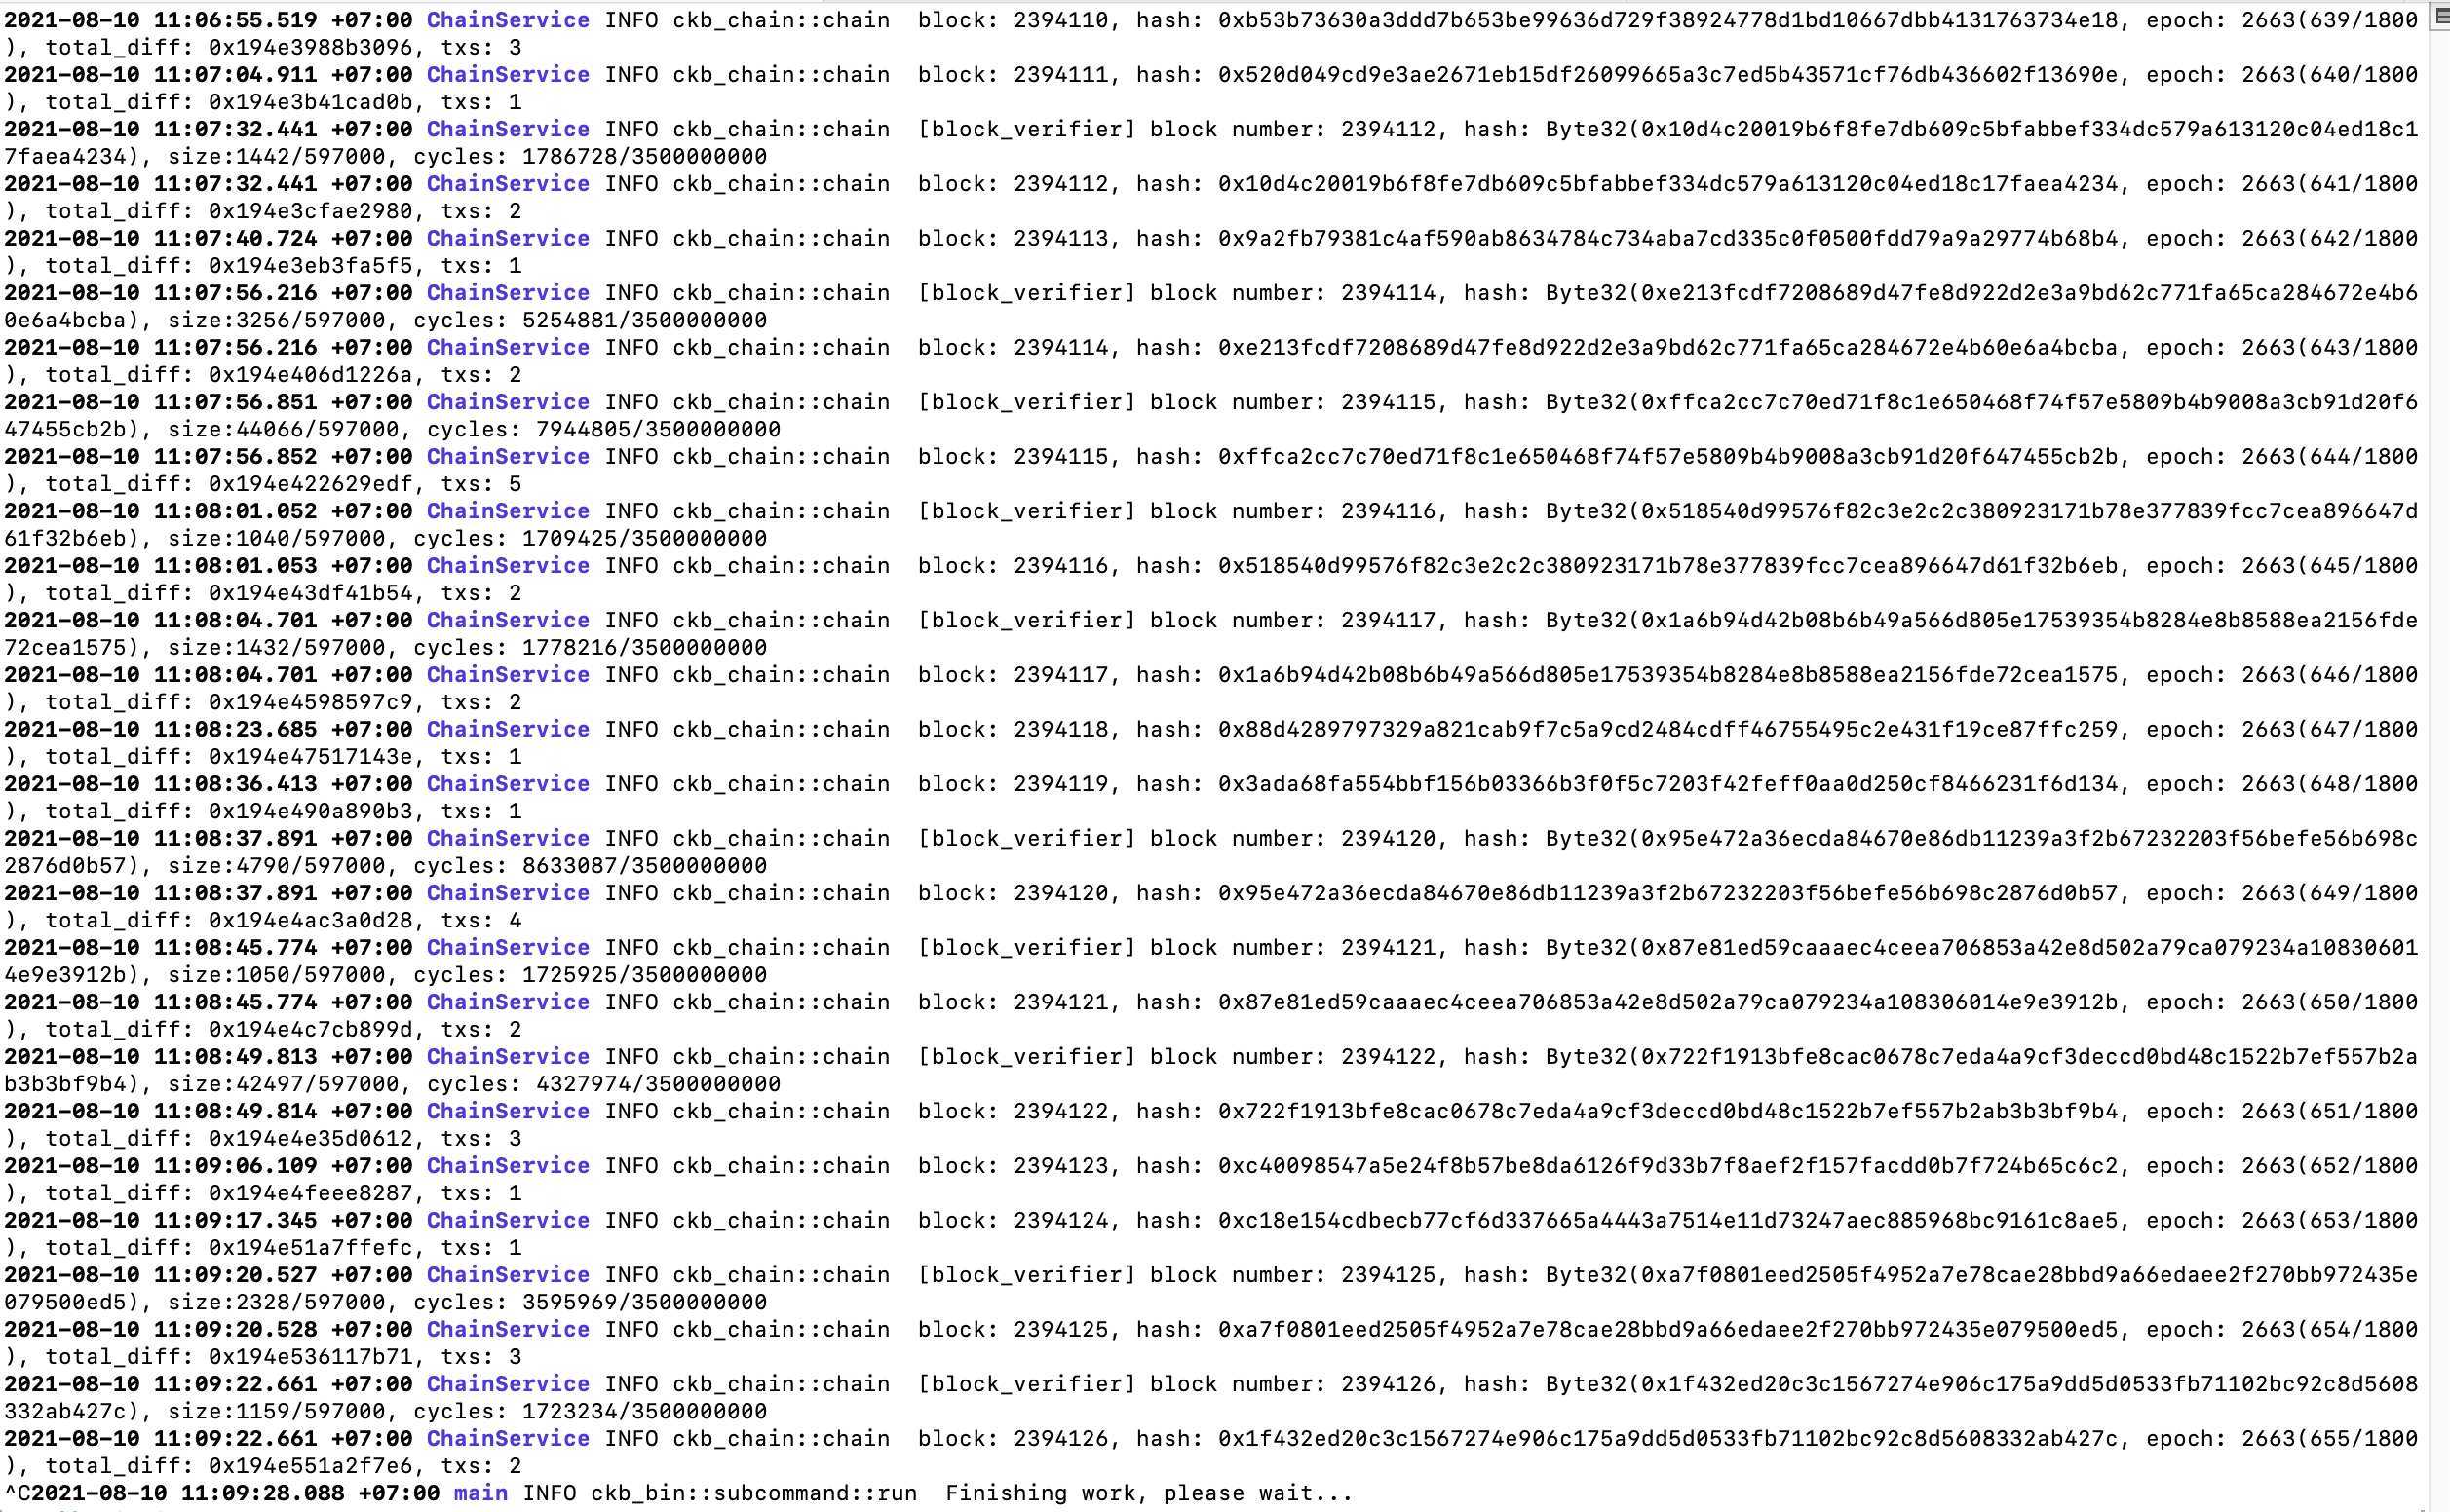 2021-08-10 11:06:55.519 +07:00 ChainService INFO ckb_chain::chain  block: 2394110, hash: 0xb53b73630a3ddd7b653be99636d729f38924778d1bd10667dbb4131763734e18, epoch: 2663(639/1800
), total_diff: 0x194e3988b3096, txs: 3
2021-08-10 11:07:04.911 +07:00 ChainService INFO ckb_chain::chain  block: 2394111, hash: 0x520d049cd9e3ae2671eb15df26099665a3c7ed5b43571cf76db436602f13690e, epoch: 2663(640/1800
), total_diff: 0x194e3b41cad0b, txs: 1
2021-08-10 11:07:32.441 +07:00 ChainService INFO ckb_chain::chain  [block_verifier] block number: 2394112, hash: Byte32(0x10d4c20019b6f8fe7db609c5bfabbef334dc579a613120c04ed18c1
7faea4234), size:1442/597000, cycles: 1786728/3500000000
2021-08-10 11:07:32.441 +07:00 ChainService INFO ckb_chain::chain  block: 2394112, hash: 0x10d4c20019b6f8fe7db609c5bfabbef334dc579a613120c04ed18c17faea4234, epoch: 2663(641/1800
), total_diff: 0x194e3cfae2980, txs: 2
2021-08-10 11:07:40.724 +07:00 ChainService INFO ckb_chain::chain  block: 2394113, hash: 0x9a2fb79381c4af590ab8634784c734aba7cd335c0f0500fdd79a9a29774b68b4, epoch: 2663(642/1800
), total_diff: 0x194e3eb3fa5f5, txs: 1
2021-08-10 11:07:56.216 +07:00 ChainService INFO ckb_chain::chain  [block_verifier] block number: 2394114, hash: Byte32(0xe213fcdf7208689d47fe8d922d2e3a9bd62c771fa65ca284672e4b6
0e6a4bcba), size:3256/597000, cycles: 5254881/3500000000
2021-08-10 11:07:56.216 +07:00 ChainService INFO ckb_chain::chain  block: 2394114, hash: 0xe213fcdf7208689d47fe8d922d2e3a9bd62c771fa65ca284672e4b60e6a4bcba, epoch: 2663(643/1800
), total_diff: 0x194e406d1226a, txs: 2
2021-08-10 11:07:56.851 +07:00 ChainService INFO ckb_chain::chain  [block_verifier] block number: 2394115, hash: Byte32(0xffca2cc7c70ed71f8c1e650468f74f57e5809b4b9008a3cb91d20f6
47455cb2b), size:44066/597000, cycles: 7944805/3500000000
2021-08-10 11:07:56.852 +07:00 ChainService INFO ckb_chain::chain  block: 2394115, hash: 0xffca2cc7c70ed71f8c1e650468f74f57e5809b4b9008a3cb91d20f647455cb2b, epoch: 2663(644/1800
), total_diff: 0x194e422629edf, txs: 5
2021-08-10 11:08:01.052 +07:00 ChainService INFO ckb_chain::chain  [block_verifier] block number: 2394116, hash: Byte32(0x518540d99576f82c3e2c2c380923171b78e377839fcc7cea896647d
61f32b6eb), size:1040/597000, cycles: 1709425/3500000000
2021-08-10 11:08:01.053 +07:00 ChainService INFO ckb_chain::chain  block: 2394116, hash: 0x518540d99576f82c3e2c2c380923171b78e377839fcc7cea896647d61f32b6eb, epoch: 2663(645/1800
), total_diff: 0x194e43df41b54, txs: 2
2021-08-10 11:08:04.701 +07:00 ChainService INFO ckb_chain::chain  [block_verifier] block number: 2394117, hash: Byte32(0x1a6b94d42b08b6b49a566d805e17539354b8284e8b8588ea2156fde
72cea1575), size:1432/597000, cycles: 1778216/3500000000
2021-08-10 11:08:04.701 +07:00 ChainService INFO ckb_chain::chain  block: 2394117, hash: 0x1a6b94d42b08b6b49a566d805e17539354b8284e8b8588ea2156fde72cea1575, epoch: 2663(646/1800
), total_diff: 0x194e4598597c9, txs: 2
2021-08-10 11:08:23.685 +07:00 ChainService INFO ckb_chain::chain  block: 2394118, hash: 0x88d4289797329a821cab9f7c5a9cd2484cdff46755495c2e431f19ce87ffc259, epoch: 2663(647/1800
), total_diff: 0x194e47517143e, txs: 1
2021-08-10 11:08:36.413 +07:00 ChainService INFO ckb_chain::chain  block: 2394119, hash: 0x3ada68fa554bbf156b03366b3f0f5c7203f42feff0aa0d250cf8466231f6d134, epoch: 2663(648/1800
), total_diff: 0x194e490a890b3, txs: 1
2021-08-10 11:08:37.891 +07:00 ChainService INFO ckb_chain::chain  [block_verifier] block number: 2394120, hash: Byte32(0x95e472a36ecda84670e86db11239a3f2b67232203f56befe56b698c
2876d0b57), size:4790/597000, cycles: 8633087/3500000000
2021-08-10 11:08:37.891 +07:00 ChainService INFO ckb_chain::chain  block: 2394120, hash: 0x95e472a36ecda84670e86db11239a3f2b67232203f56befe56b698c2876d0b57, epoch: 2663(649/1800
), total_diff: 0x194e4ac3a0d28, txs: 4
2021-08-10 11:08:45.774 +07:00 ChainService INFO ckb_chain::chain  [block_verifier] block number: 2394121, hash: Byte32(0x87e81ed59caaaec4ceea706853a42e8d502a79ca079234a10830601
4e9e3912b), size:1050/597000, cycles: 1725925/3500000000
2021-08-10 11:08:45.774 +07:00 ChainService INFO ckb_chain::chain  block: 2394121, hash: 0x87e81ed59caaaec4ceea706853a42e8d502a79ca079234a108306014e9e3912b, epoch: 2663(650/1800
), total_diff: 0x194e4c7cb899d, txs: 2
2021-08-10 11:08:49.813 +07:00 ChainService INFO ckb_chain::chain  [block_verifier] block number: 2394122, hash: Byte32(0x722f1913bfe8cac0678c7eda4a9cf3deccd0bd48c1522b7ef557b2a
b3b3bf9b4), size:42497/597000, cycles: 4327974/3500000000
2021-08-10 11:08:49.814 +07:00 ChainService INFO ckb_chain::chain  block: 2394122, hash: 0x722f1913bfe8cac0678c7eda4a9cf3deccd0bd48c1522b7ef557b2ab3b3bf9b4, epoch: 2663(651/1800
), total_diff: 0x194e4e35d0612, txs: 3
2021-08-10 11:09:06.109 +07:00 ChainService INFO ckb_chain::chain  block: 2394123, hash: 0xc40098547a5e24f8b57be8da6126f9d33b7f8aef2f157facdd0b7f724b65c6c2, epoch: 2663(652/1800
), total_diff: 0x194e4feee8287, txs: 1
2021-08-10 11:09:17.345 +07:00 ChainService INFO ckb_chain::chain  block: 2394124, hash: 0xc18e154cdbecb77cf6d337665a4443a7514e11d73247aec885968bc9161c8ae5, epoch: 2663(653/1800
), total_diff: 0x194e51a7ffefc, txs: 1
2021-08-10 11:09:20.527 +07:00 ChainService INFO ckb_chain::chain  [block_verifier] block number: 2394125, hash: Byte32(0xa7f0801eed2505f4952a7e78cae28bbd9a66edaee2f270bb972435e
079500ed5), size:2328/597000, cycles: 3595969/3500000000
2021-08-10 11:09:20.528 +07:00 ChainService INFO ckb_chain::chain  block: 2394125, hash: 0xa7f0801eed2505f4952a7e78cae28bbd9a66edaee2f270bb972435e079500ed5, epoch: 2663(654/1800
), total_diff: 0x194e536117b71, txs: 3
2021-08-10 11:09:22.661 +07:00 ChainService INFO ckb_chain::chain  [block_verifier] block number: 2394126, hash: Byte32(0x1f432ed20c3c1567274e906c175a9dd5d0533fb71102bc92c8d5608
332ab427c), size:1159/597000, cycles: 1723234/3500000000
2021-08-10 11:09:22.661 +07:00 ChainService INFO ckb_chain::chain  block: 2394126, hash: 0x1f432ed20c3c1567274e906c175a9dd5d0533fb71102bc92c8d5608332ab427c, epoch: 2663(655/1800
), total_diff: 0x194e551a2f7e6, txs: 2
^C2021-08-10 11:09:28.088 +07:00 main INFO ckb_bin::subcommand::run  Finishing work, please wait...